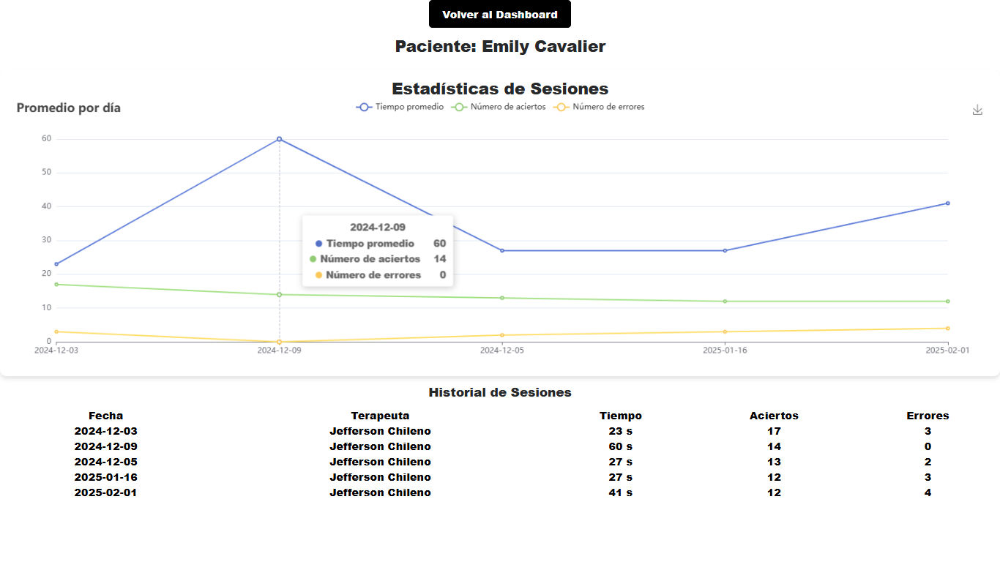 Volver al Dashboard
Paciente: Emily Cavalier
Estadísticas de Sesiones
Promedio por día
Tiempo promedio Número de aciertos Número de errores
60
50
40
30
20
10
0
2024-12-09
Tiempo promedio 60
Número de aciertos 14
Número de errores 0
2024-12-03 2024-12-09 2024-12-05 2025-01-16 2025-02-01
Historial de Sesiones
Fecha Terapeuta Tiempo Aciertos Errores
2024-12-03 Jefferson Chileno 23 s 17 3
2024-12-09 Jefferson Chileno 60 s 14 0
2024-12-05 Jefferson Chileno 27 s 13 2
2025-01-16 Jefferson Chileno 27 s 12 3
2025-02-01 Jefferson Chileno 41 s 12 4